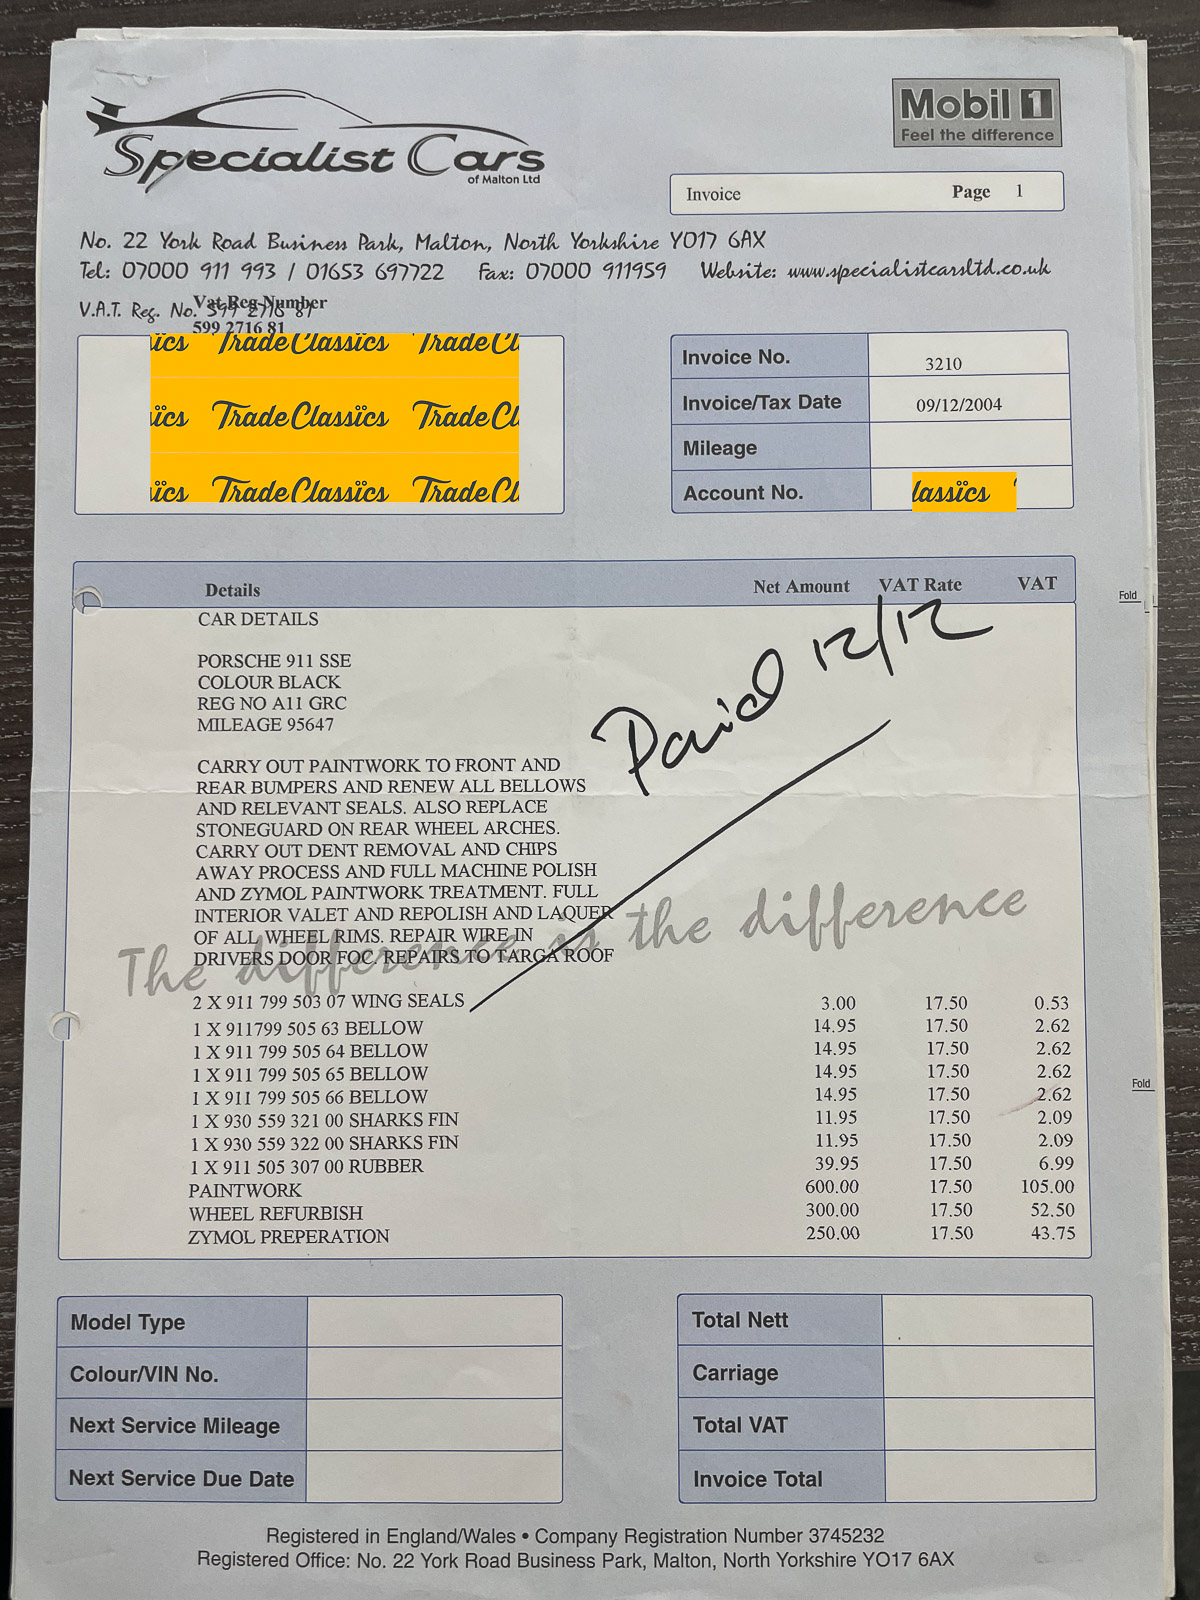 Specialist Cars
of Malton Ltd
Mobil 1
Feel the difference
Invoice Page 1
No. 22 York Road Business Park, Malton, North Yorkshire YO17 6AX
Tel: 07000 911 993 / 01653 697722 Fax: 07000 911959 Website: www.specialistcarsltd.co.uk
V.A.T. Reg. No. 599 2716 81
Vat Reg Number
599 2716 81
ics TradeClassics TradeCl
ics TradeClassics TradeCl
ics TradeClassics TradeCl
Invoice No. 3210
Invoice/Tax Date 09/12/2004
Mileage
Account No. lassics
Details Net Amount VAT Rate VAT
CAR DETAILS
Paid 12/12
PORSCHE 911 SSE
COLOUR BLACK
REG NO A11 GRC
MILEAGE 95647
CARRY OUT PAINTWORK TO FRONT AND
REAR BUMPERS AND RENEW ALL BELLOWS
AND RELEVANT SEALS. ALSO REPLACE
STONEGUARD ON REAR WHEEL ARCHES.
CARRY OUT DENT REMOVAL AND CHIPS
AWAY PROCESS AND FULL MACHINE POLISH
AND ZYMOL PAINTWORK TREATMENT. FULL
INTERIOR VALET AND REPOLISH AND LAQUER
OF ALL WHEEL RIMS. REPAIR WIRE IN
DRIVERS DOOR FOC. REPAIRS TO TARGA ROOF
The difference is the difference
2 X 911 799 503 07 WING SEALS 3.00 17.50 0.53
1 X 911799 505 63 BELLOW 14.95 17.50 2.62
1 X 911 799 505 64 BELLOW 14.95 17.50 2.62
1 X 911 799 505 65 BELLOW 14.95 17.50 2.62
1 X 911 799 505 66 BELLOW 14.95 17.50 2.62
1 X 930 559 321 00 SHARKS FIN 11.95 17.50 2.09
1 X 930 559 322 00 SHARKS FIN 11.95 17.50 2.09
1 X 911 505 307 00 RUBBER 39.95 17.50 6.99
PAINTWORK 600.00 17.50 105.00
WHEEL REFURBISH 300.00 17.50 52.50
ZYMOL PREPERATION 250.00 17.50 43.75
Fold
Fold
Model Type
Colour/VIN No.
Next Service Mileage
Next Service Due Date
Total Nett
Carriage
Total VAT
Invoice Total
Registered in England/Wales • Company Registration Number 3745232
Registered Office: No. 22 York Road Business Park, Malton, North Yorkshire YO17 6AX